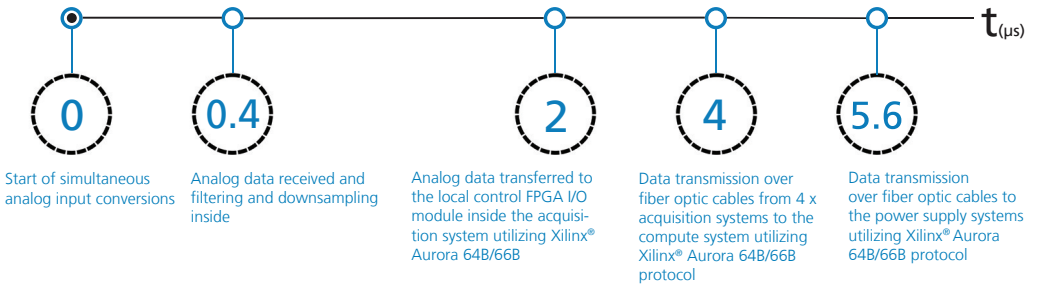 t(µs)
0
0.4
2
4
5.6
Start of simultaneous
analog input conversions
Analog data received and
filtering and downsampling
inside
Analog data transferred to
the local control FPGA I/O
module inside the acquisi-
tion system utilizing Xilinx®
Aurora 64B/66B
Data transmission over
fiber optic cables from 4 x
acquisition systems to the
compute system utilizing
Xilinx® Aurora 64B/66B
protocol
Data transmission
over fiber optic cables to
the power supply systems
utilizing Xilinx® Aurora
64B/66B protocol